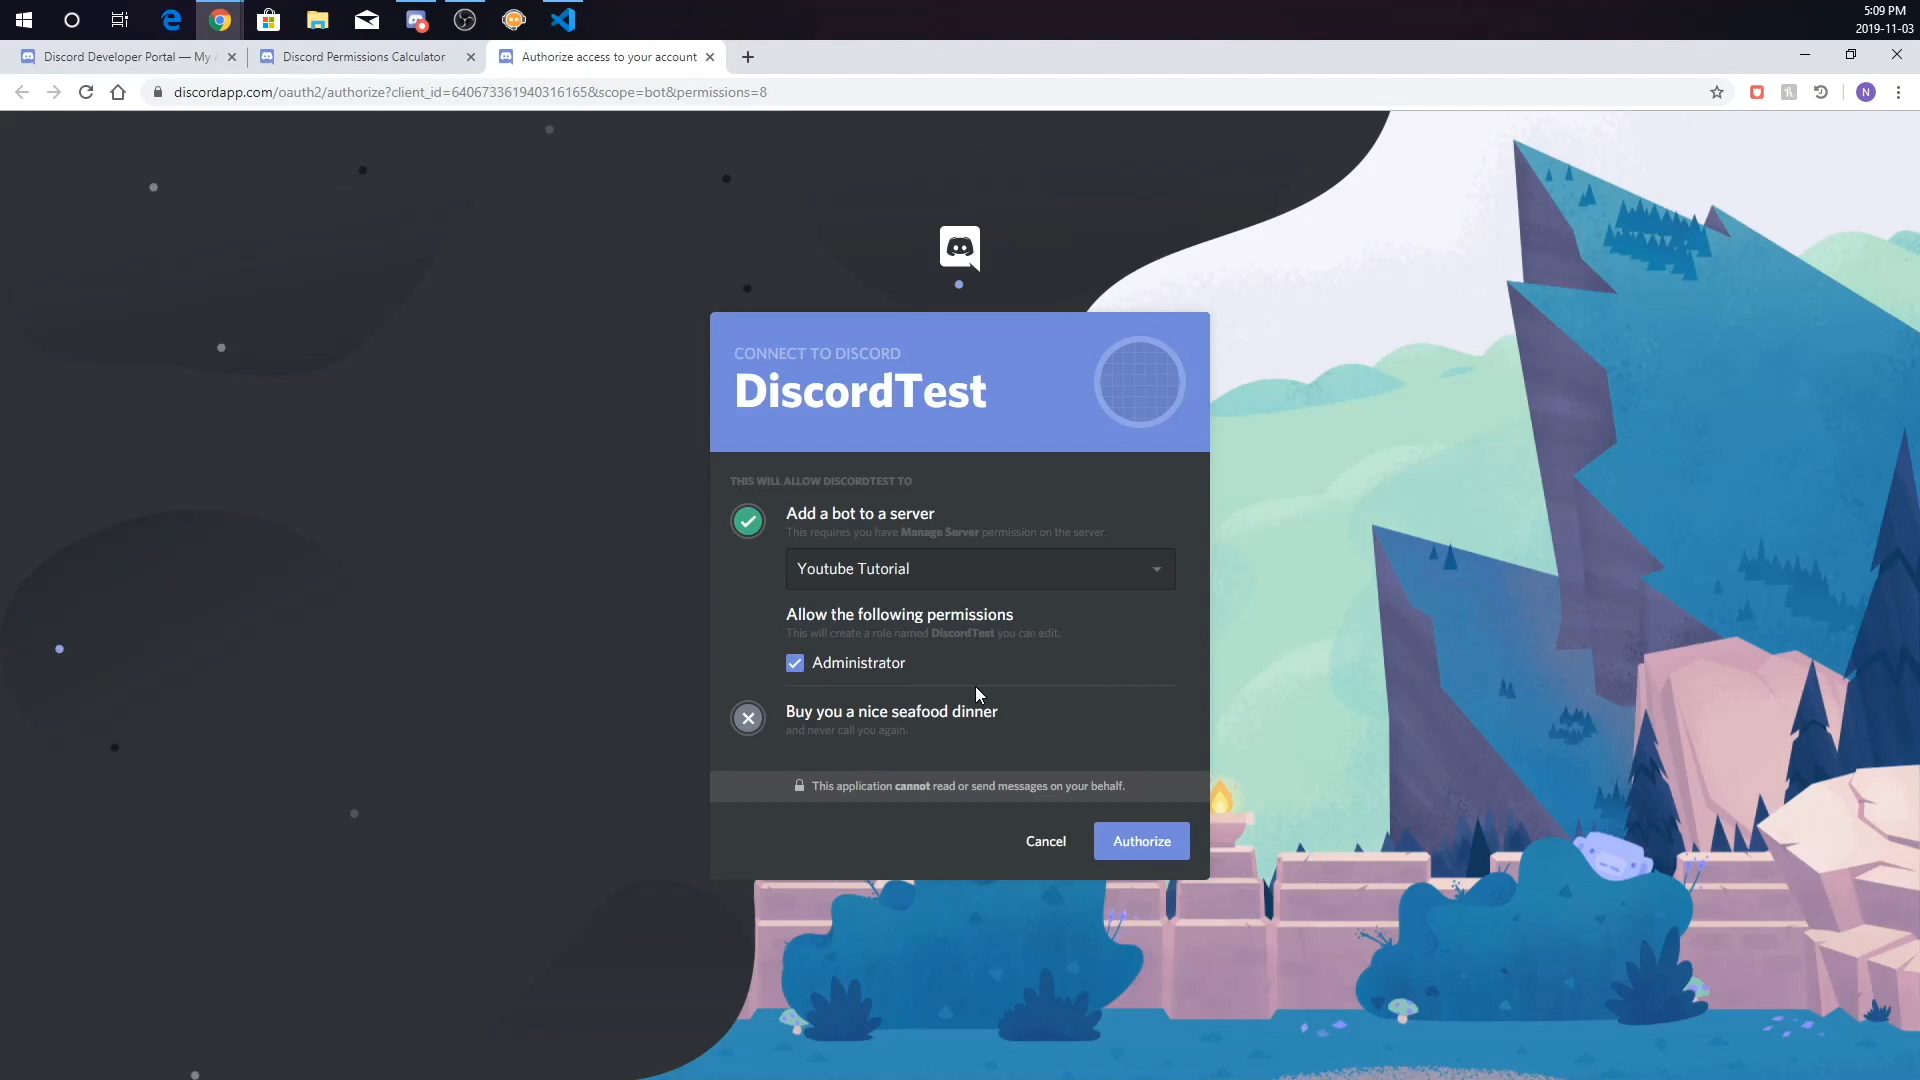 5:09 PM
2019-11-03
Discord Developer Portal — My A
Discord Permissions Calculator
Authorize access to your account
discordapp.com/oauth2/authorize?client_id=640673361940316165&scope=bot&permissions=8
N
CONNECT TO DISCORD
DiscordTest
THIS WILL ALLOW DISCORDTEST TO
Add a bot to a server
This requires you have Manage Server permission on the server.
Youtube Tutorial
Allow the following permissions
This will create a role named DiscordTest you can edit.
Administrator
Buy you a nice seafood dinner
and never call you again.
This application cannot read or send messages on your behalf.
Cancel
Authorize